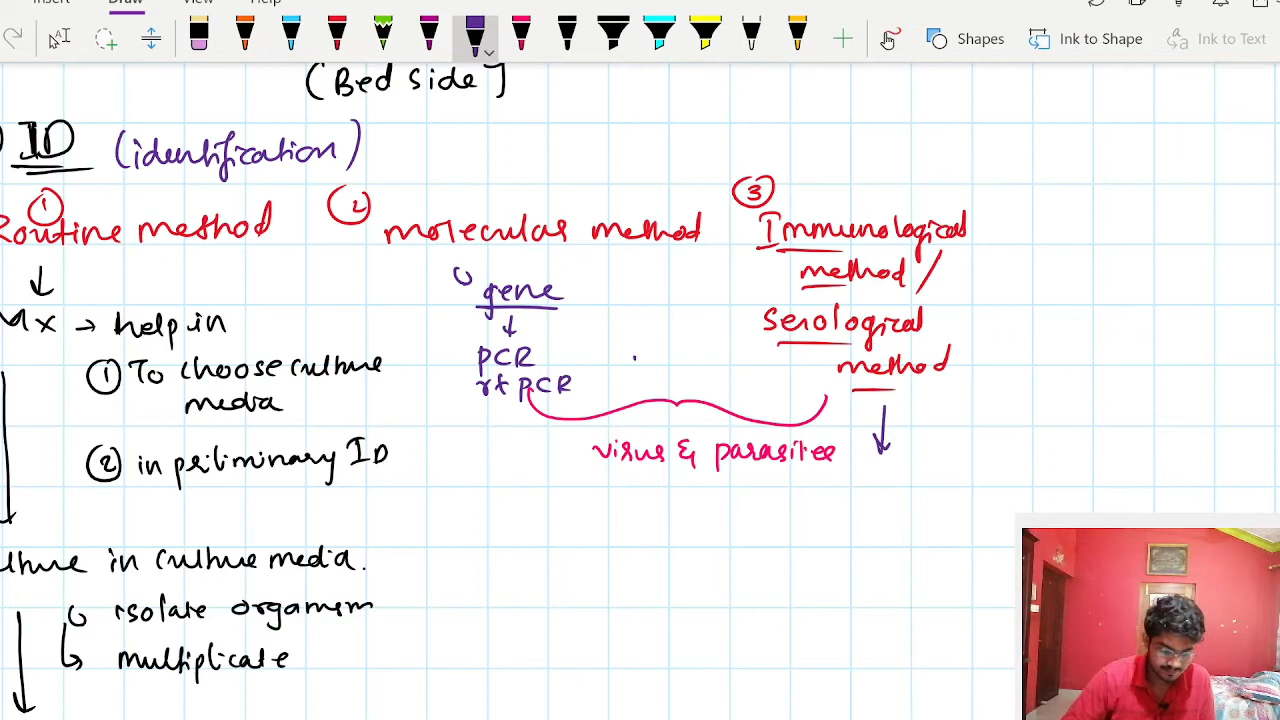 Insert Draw View Help
Shapes Ink to Shape Ink to Text
(Bed side]
ID (identification)
① Routine method
② molecular method
③ Immunological
method /
serological
method
gene
PCR
rt PCR
virus & parasites
Mx → help in
① To choose culture
media
② in priliminary ID
culture in culture media.
isolate organism
multiplicate